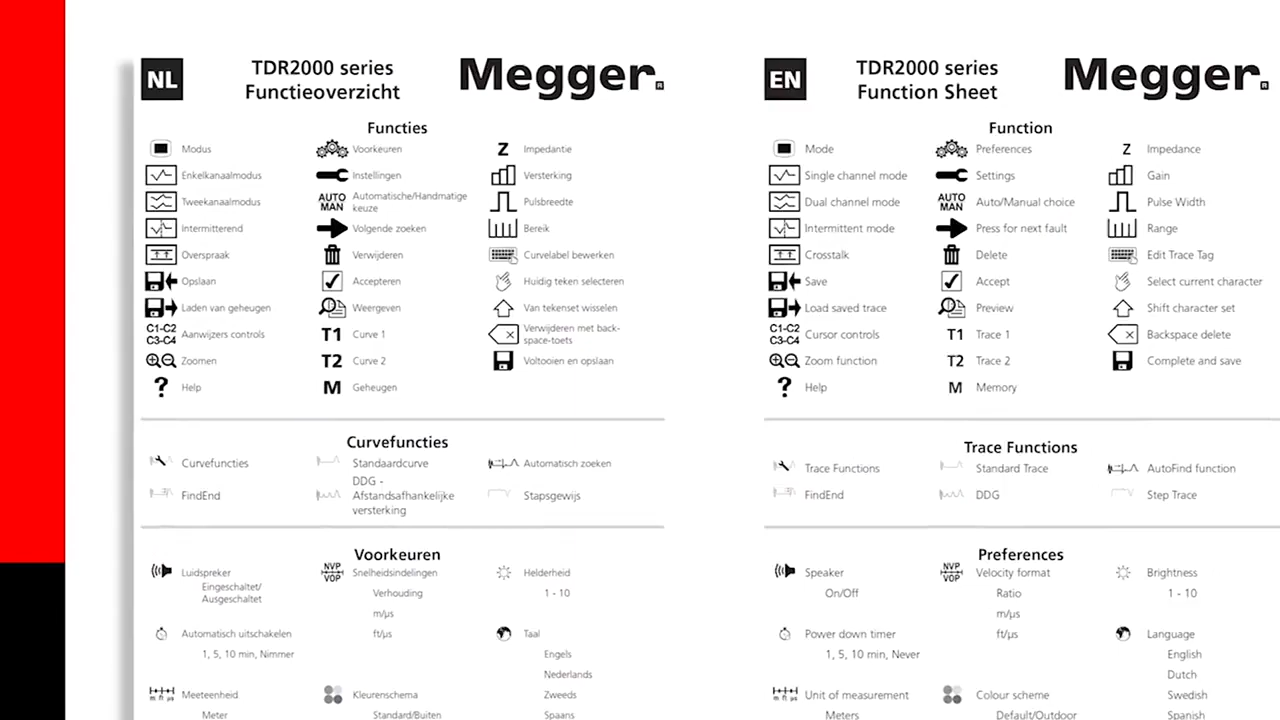 NL
TDR2000 series
Functieoverzicht
Megger
Functies
Modus
Voorkeuren
Z Impedantie
Enkelkanaalmodus
Instellingen
Versterking
Tweekanaalmodus
AUTO
MAN
Automatische/Handmatige
keuze
Pulsbreedte
Intermitterend
Volgende zoeken
Bereik
Overspraak
Verwijderen
Curvelabel bewerken
Opslaan
Accepteren
Huidig teken selecteren
Laden van geheugen
Weergeven
Van tekenset wisselen
C1-C2
C3-C4
Aanwijzers controls
T1 Curve 1
Verwijderen met back-
space-toets
Zoomen
T2 Curve 2
Voltooien en opslaan
? Help
M Geheugen
Curvefuncties
Curvefuncties
Standaardcurve
Automatisch zoeken
FindEnd
DDG -
Afstandsafhankelijke
versterking
Stapsgewijs
Voorkeuren
Luidspreker
Eingeschaltet/
Ausgeschaltet
NVP
VOP
Snelheidsindelingen
Verhouding
m/µs
ft/µs
Helderheid
1 - 10
Automatisch uitschakelen
1, 5, 10 min, Nimmer
Taal
Engels
Nederlands
Zweeds
Spaans
m ft µs
Meeteenheid
Meter
Kleurenschema
Standard/Buiten
EN
TDR2000 series
Function Sheet
Megger
Function
Mode
Preferences
Z Impedance
Single channel mode
Settings
Gain
Dual channel mode
AUTO
MAN
Auto/Manual choice
Pulse Width
Intermittent mode
Press for next fault
Range
Crosstalk
Delete
Edit Trace Tag
Save
Accept
Select current character
Load saved trace
Preview
Shift character set
C1-C2
C3-C4
Cursor controls
T1 Trace 1
Backspace delete
Zoom function
T2 Trace 2
Complete and save
? Help
M Memory
Trace Functions
Trace Functions
Standard Trace
AutoFind function
FindEnd
DDG
Step Trace
Preferences
Speaker
On/Off
NVP
VOP
Velocity format
Ratio
m/µs
ft/µs
Brightness
1 - 10
Power down timer
1, 5, 10 min, Never
Language
English
Dutch
Swedish
Spanish
m ft µs
Unit of measurement
Meters
Colour scheme
Default/Outdoor